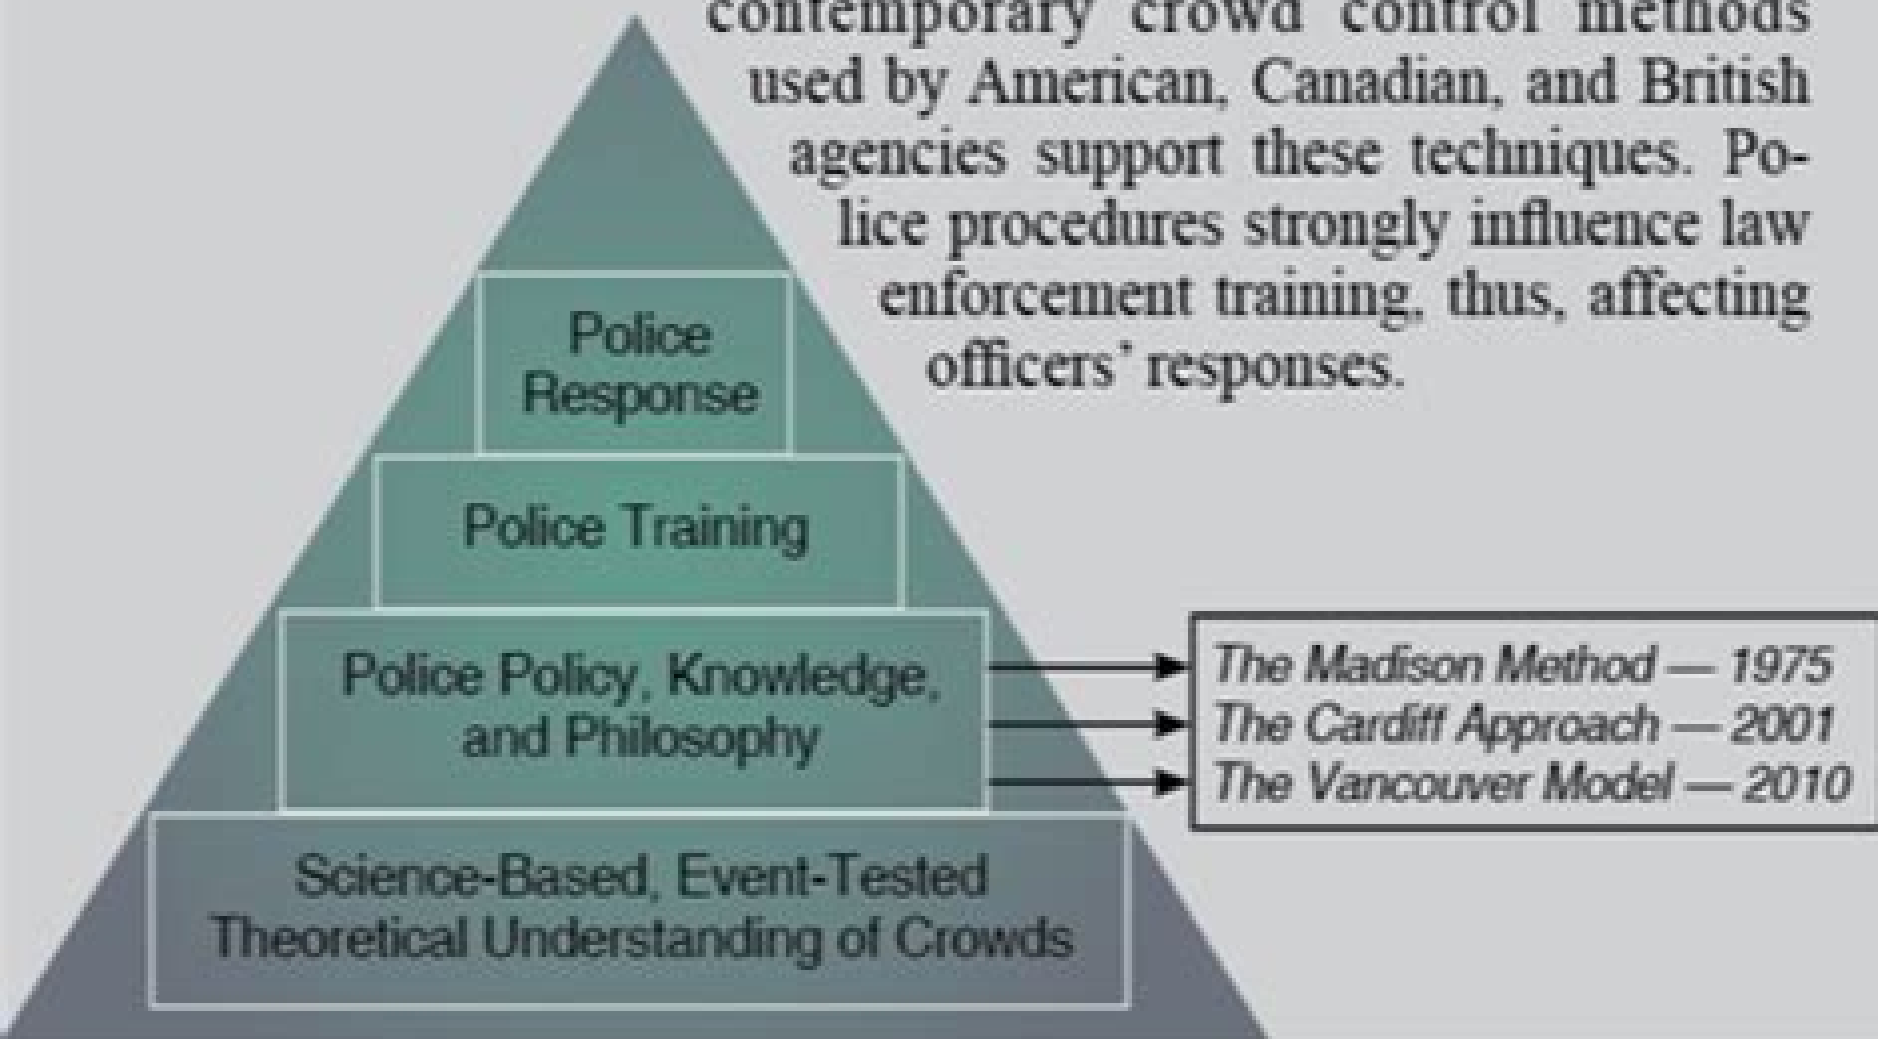 contemporary crowd control methods
used by American, Canadian, and British
agencies support these techniques. Po-
lice procedures strongly influence law
enforcement training, thus, affecting
officers’ responses.
Police
Response
Police Training
Police Policy, Knowledge,
and Philosophy
The Madison Method — 1975
The Cardiff Approach — 2001
The Vancouver Model — 2010
Science-Based, Event-Tested
Theoretical Understanding of Crowds